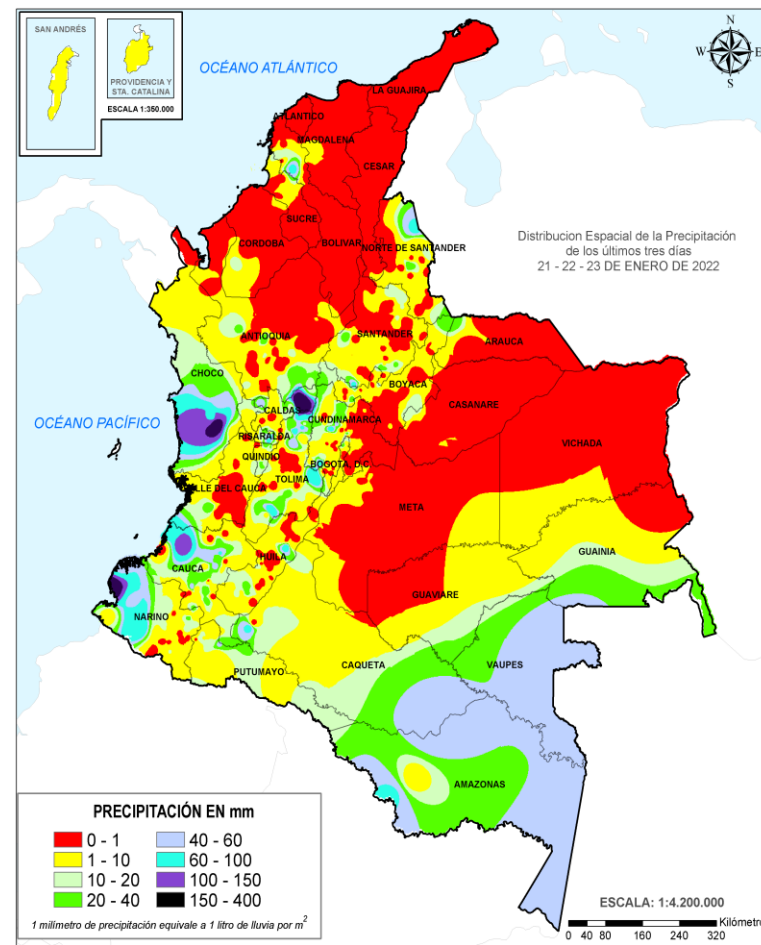 SAN ANDRÉS
PROVIDENCIA Y
STA. CATALINA
ESCALA 1:350.000
OCÉANO ATLÁNTICO
N
W E
S
LA GUAJIRA
ATLANTICO
MAGDALENA
CESAR
SUCRE
CORDOBA
BOLIVAR
NORTE DE SANTANDER
Distribucion Espacial de la Precipitación
de los últimos tres días
21 - 22 - 23 DE ENERO DE 2022
ANTIOQUIA
SANTANDER
ARAUCA
CHOCO
BOYACA
CASANARE
OCÉANO PACÍFICO
CALDAS
CUNDINAMARCA
RISARALDA
VICHADA
QUINDIO
BOGOTA, D.C
TOLIMA
VALLE DEL CAUCA
META
HUILA
GUAINIA
CAUCA
GUAVIARE
NARINO
CAQUETA
VAUPES
PUTUMAYO
AMAZONAS
PRECIPITACIÓN EN mm
0 - 1 40 - 60
1 - 10 60 - 100
10 - 20 100 - 150
20 - 40 150 - 400
1 milímetro de precipitación equivale a 1 litro de lluvia por m²
ESCALA: 1:4.200.000
Kilóme
0 40 80 160 240 320